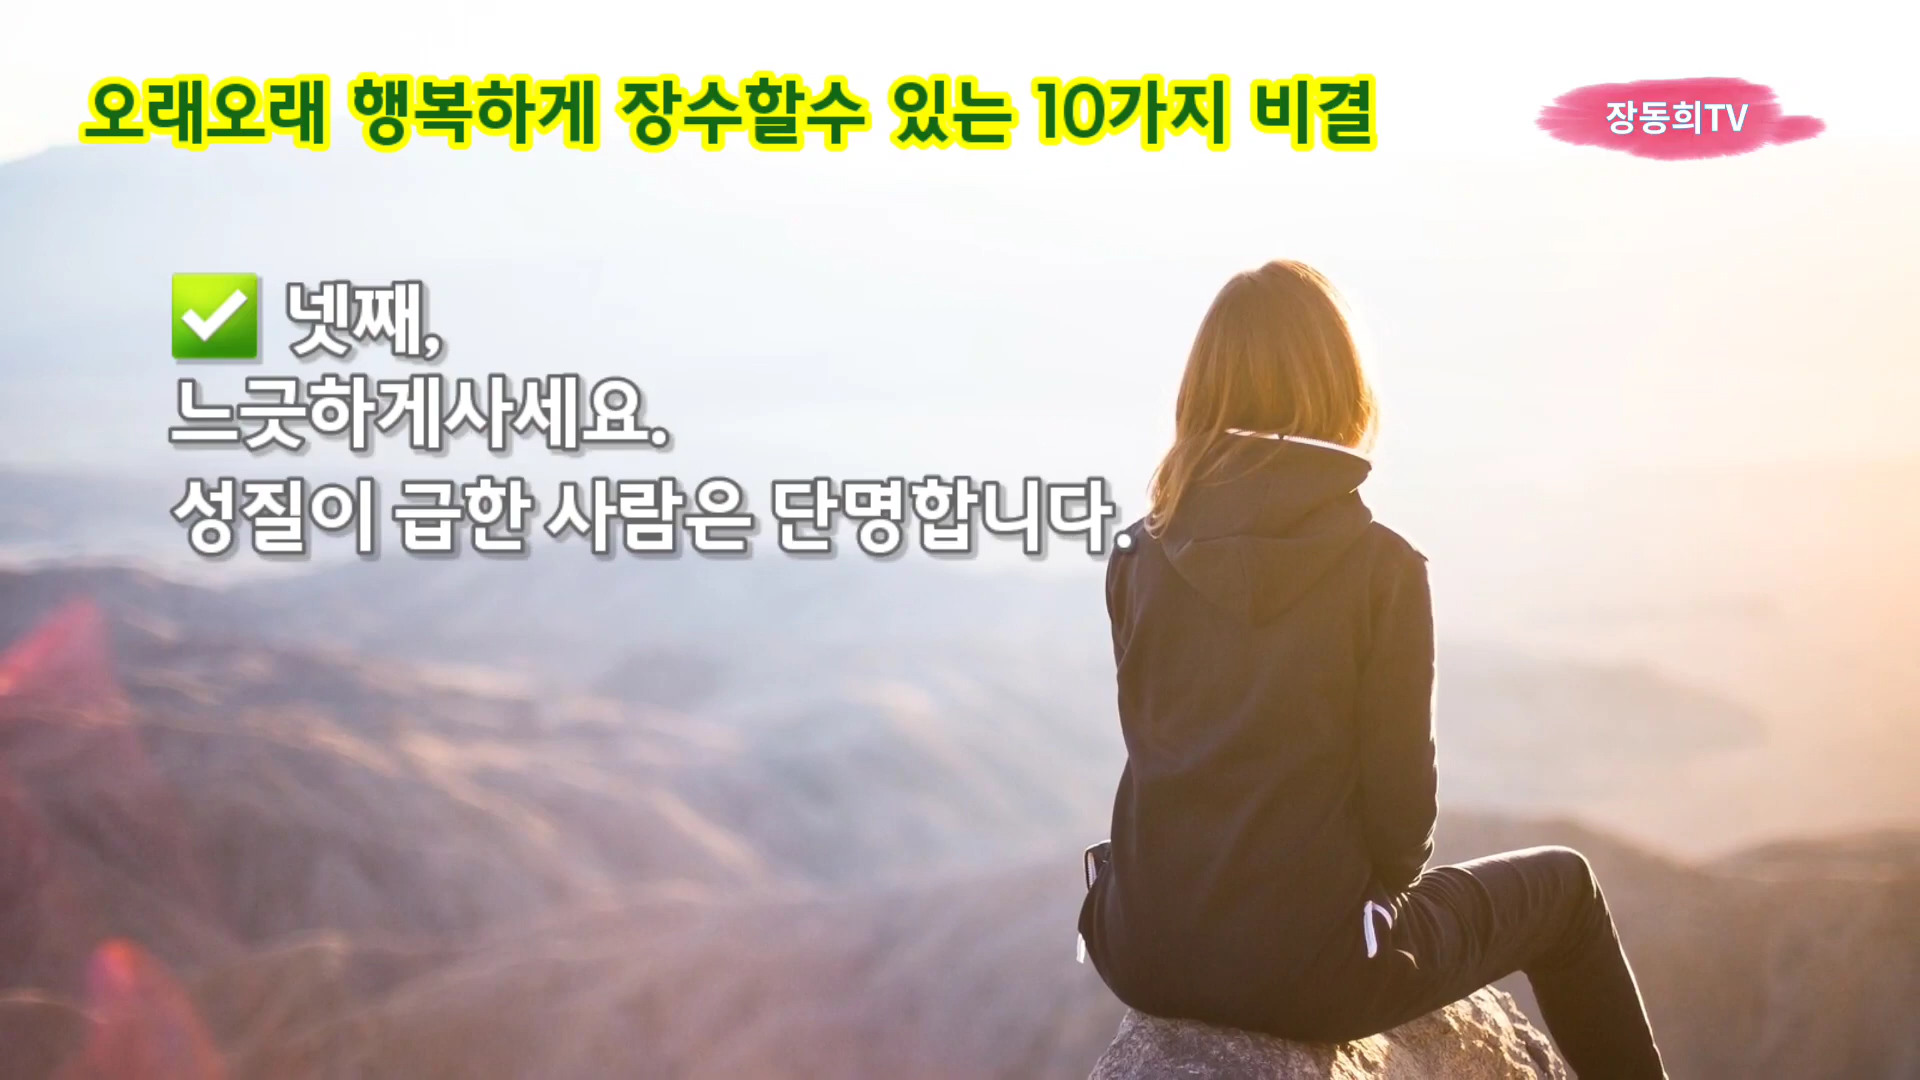 오래오래 행복하게 장수할수 있는 10가지 비결
장동희TV
✅ 넷째,
느긋하게사세요.
성질이 급한 사람은 단명합니다.